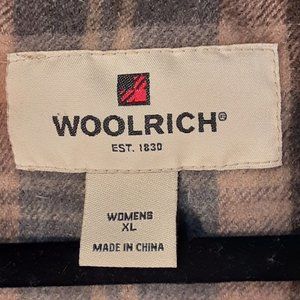 WOOLRICH®
EST. 1830
WOMENS
XL
MADE IN CHINA